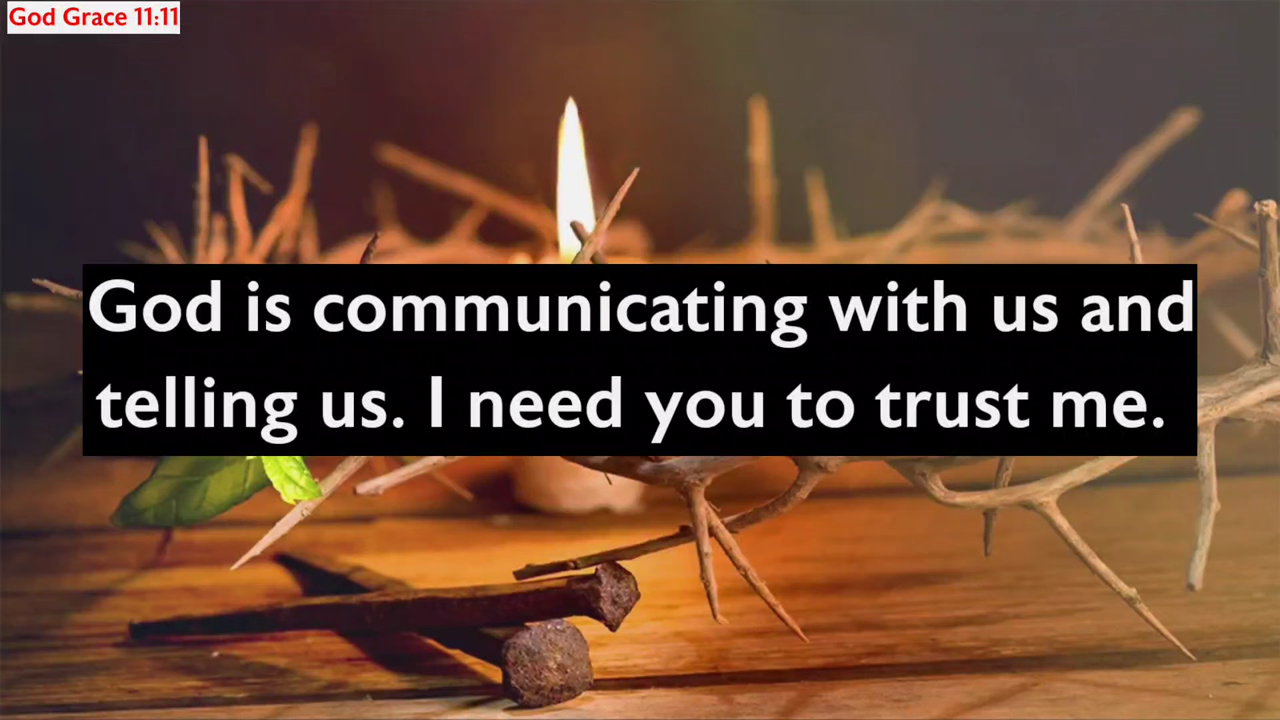 God Grace 11:11
God is communicating with us and
telling us. I need you to trust me.